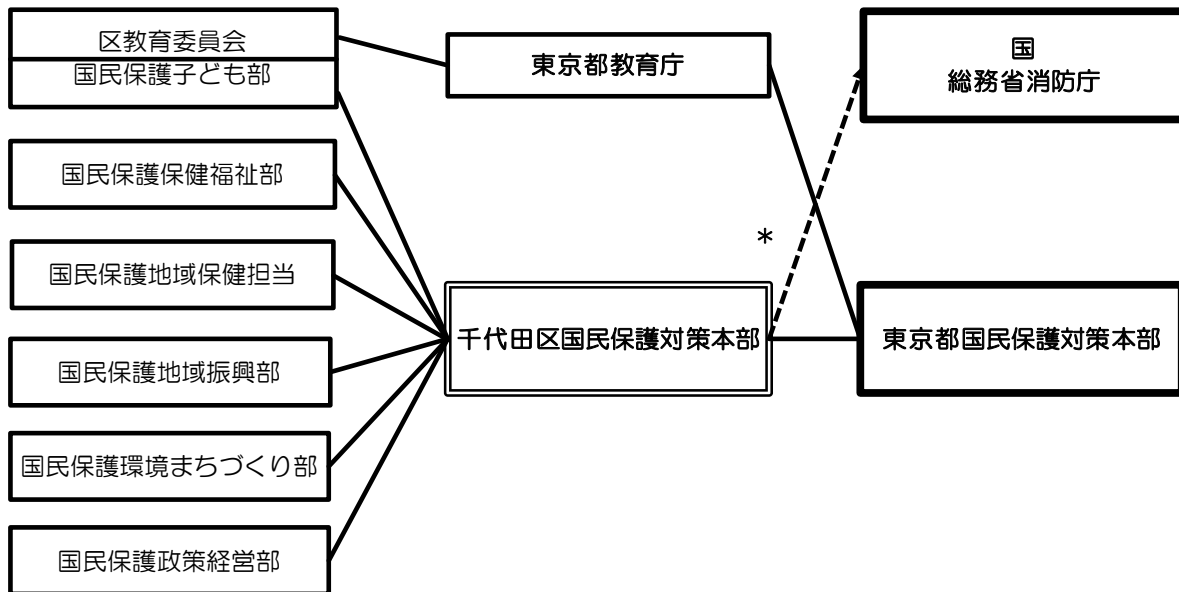 区教育委員会
国民保護子ども部
国民保護保健福祉部
国民保護地域保健担当
国民保護地域振興部
国民保護環境まちづくり部
国民保護政策経営部
東京都教育庁
*
千代田区国民保護対策本部
国
総務省消防庁
東京都国民保護対策本部